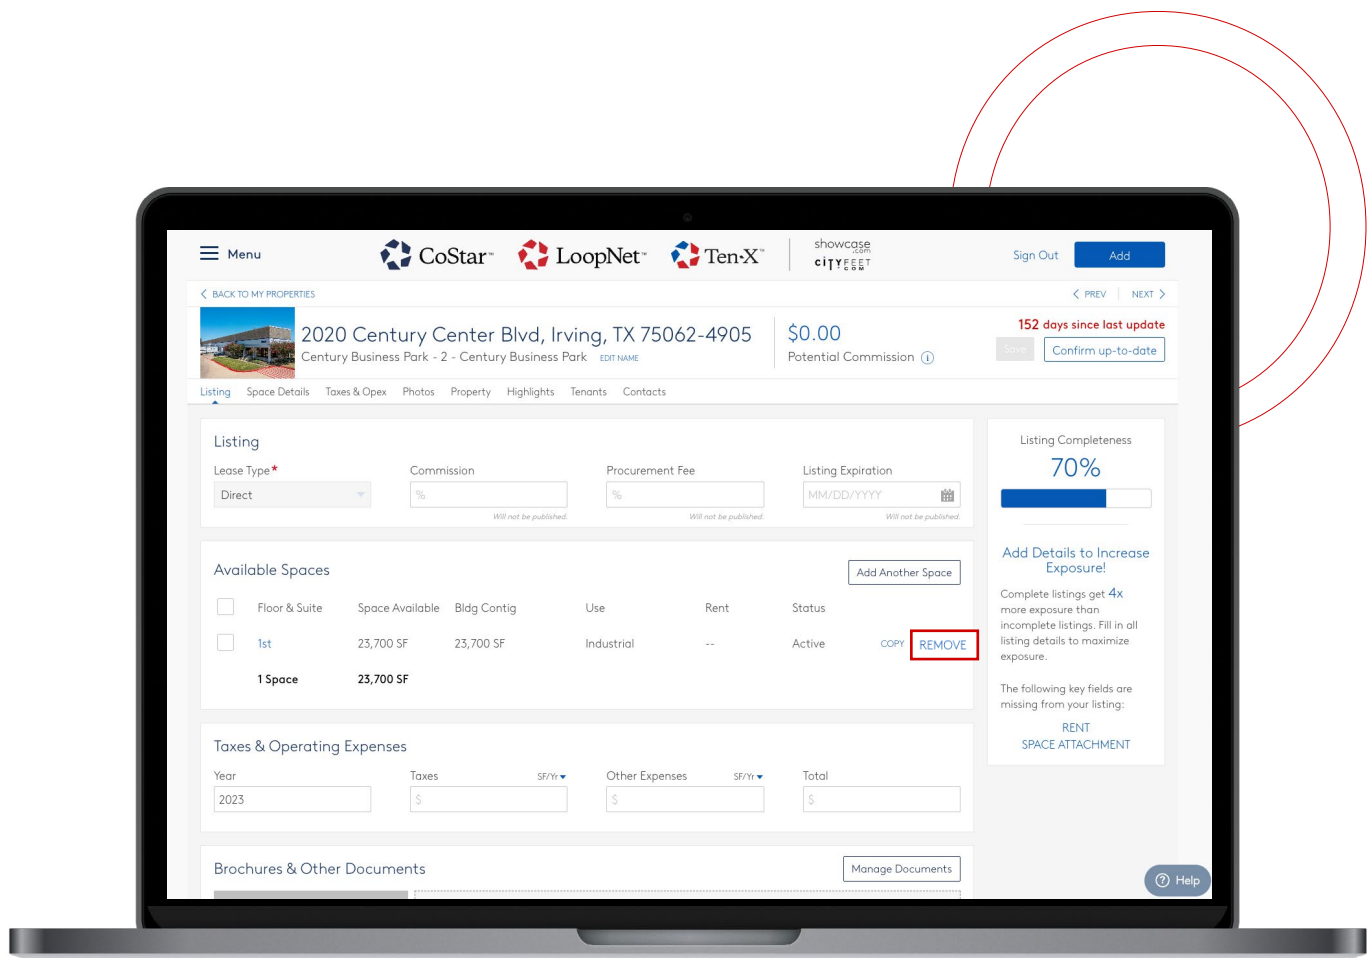 Menu
CoStar™
LoopNet™
Ten-X™
showcase
.com
CITYFEET
COM
Sign Out
Add
BACK TO MY PROPERTIES
PREV
NEXT
2020 Century Center Blvd, Irving, TX 75062-4905
Century Business Park - 2 - Century Business Park EDIT NAME
$0.00
Potential Commission i
152 days since last update
Save
Confirm up-to-date
Listing Space Details Taxes & Opex Photos Property Highlights Tenants Contacts
Listing
Lease Type* Commission Procurement Fee Listing Expiration
Direct % % MM/DD/YYYY
Will not be published. Will not be published. Will not be published.
Available Spaces
Add Another Space
Floor & Suite Space Available Bldg Contig Use Rent Status
1st 23,700 SF 23,700 SF Industrial -- Active COPY REMOVE
1 Space 23,700 SF
Taxes & Operating Expenses
Year Taxes SF/Yr Other Expenses SF/Yr Total
2023 $ $ $
Brochures & Other Documents
Manage Documents
Listing Completeness
70%
Add Details to Increase
Exposure!
Complete listings get 4x
more exposure than
incomplete listings. Fill in all
listing details to maximize
exposure.
The following key fields are
missing from your listing:
RENT
SPACE ATTACHMENT
? Help